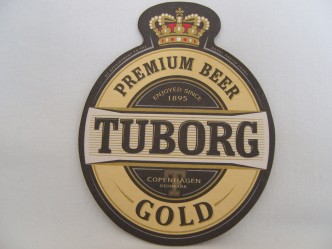 PREMIUM BEER
ENJOYED SINCE
1895
TUBORG
COPENHAGEN
DENMARK
GOLD